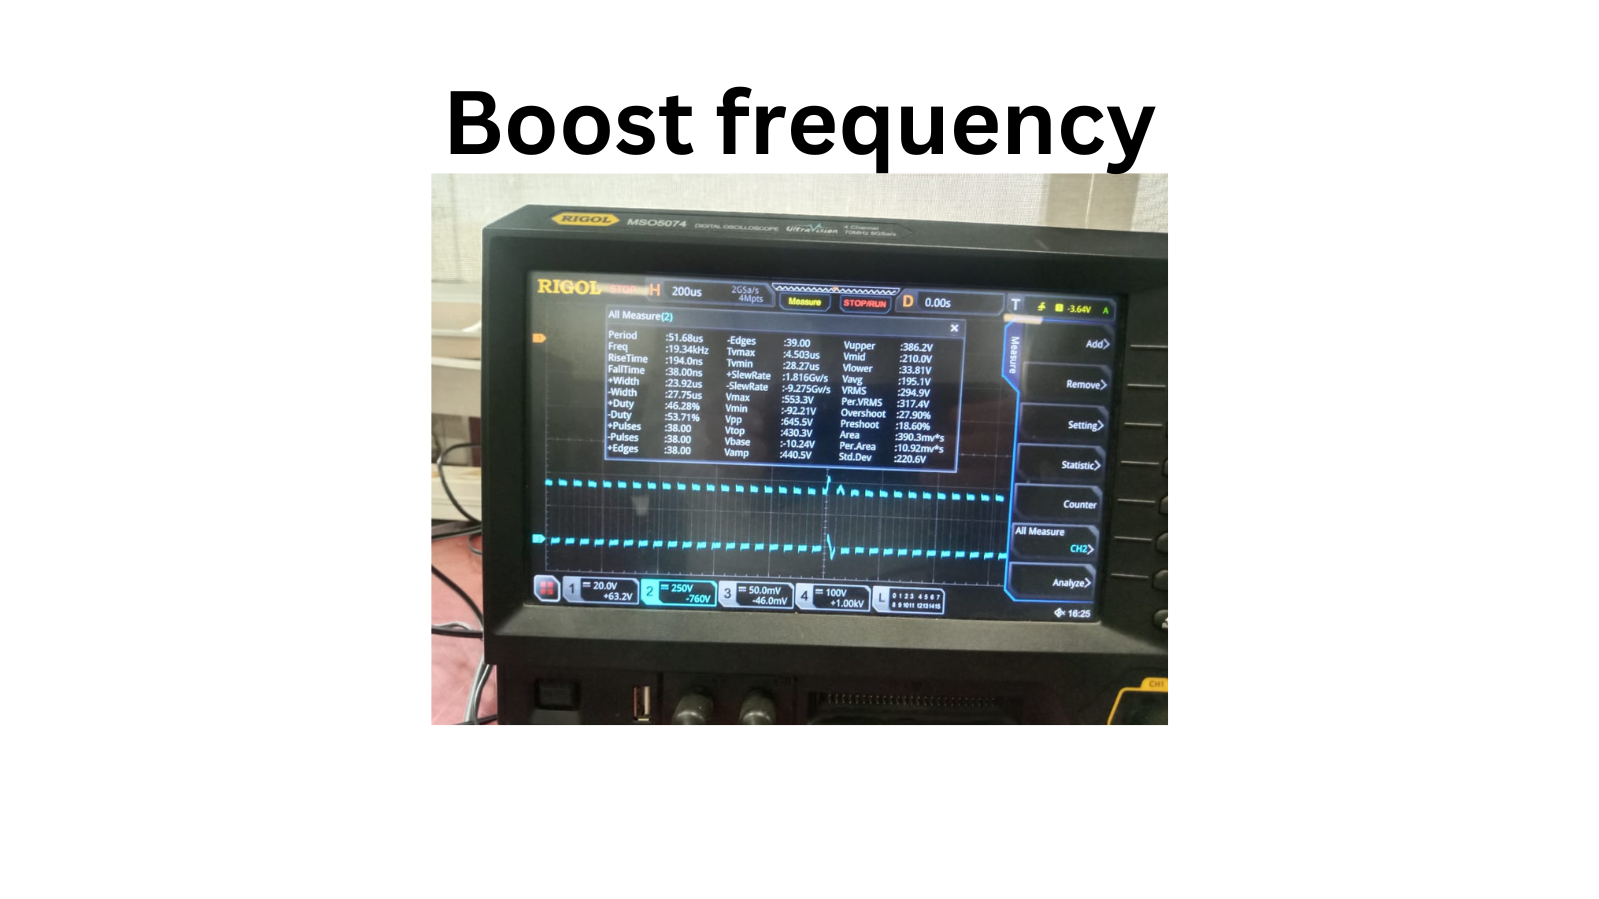 Boost frequency
RIGOL MSO5074 DIGITAL OSCILLOSCOPE UltraVision 4 Channel
70MHz 8GSa/s
RIGOL H 200us 2GSa/s
4Mpts
Measure STOP/RUN D 0.00s T -3.64V A
All Measure(2)
Period :51.68us -Edges :39.00 Vupper :386.2V
Freq :19.34kHz Tvmax :4.503us Vmid :210.0V
RiseTime :194.0ns Tvmin :28.27us Vlower :33.81V
FallTime :38.00ns +SlewRate :1.816Gv/s Vavg :195.1V
+Width :23.92us -SlewRate :-9.275Gv/s VRMS :294.9V
-Width :27.75us Vmax :553.3V Per.VRMS :317.4V
+Duty :46.28% Vmin :-92.21V Overshoot :27.90%
-Duty :53.71% Vpp :645.5V Preshoot :18.60%
+Pulses :38.00 Vtop :430.3V Area :390.3mv*s
-Pulses :38.00 Vbase :-10.24V Per.Area :10.92mv*s
+Edges :38.00 Vamp :440.5V Std.Dev :220.6V
Measure
Add
Remove
Setting
Statistic
Counter
All Measure
CH2
Analyze
1 20.0V
+63.2V
2 250V
-760V
3 50.0mV
-46.0mV
4 100V
+1.00kV
L 0 1 2 3 4 5 6 7
8 9 10 11 12 13 14 15
16:25
CH1